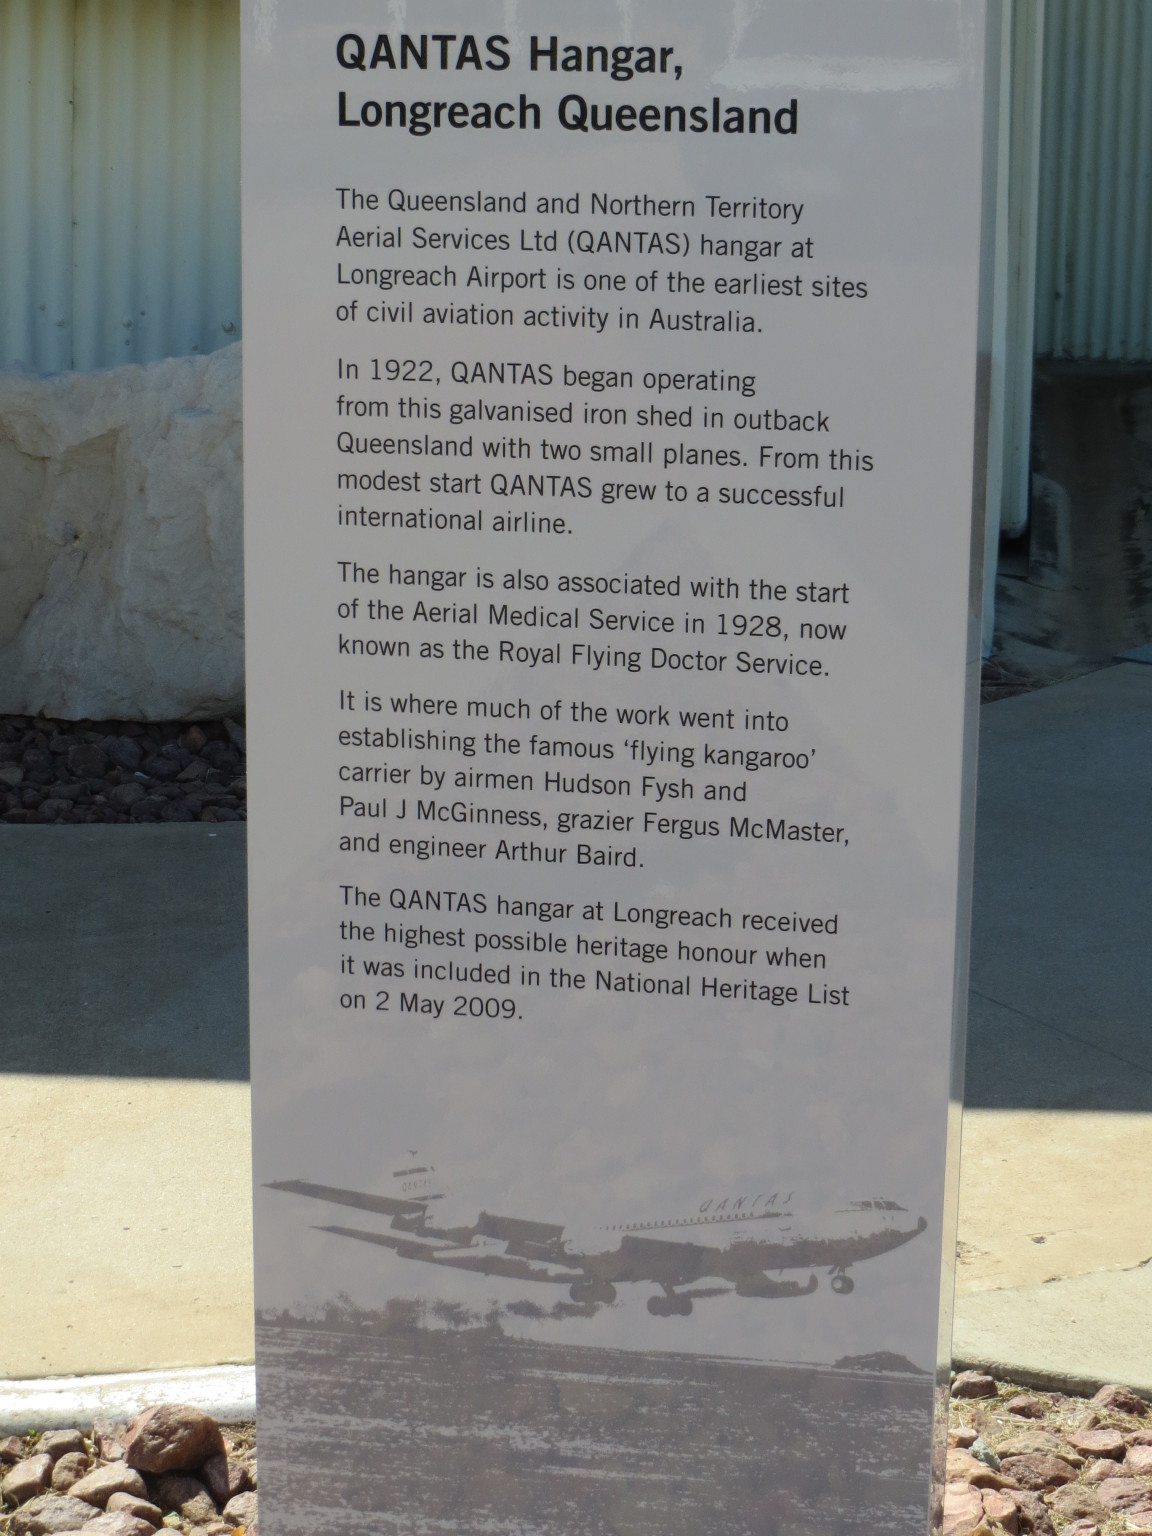 QANTAS Hangar,
Longreach Queensland
The Queensland and Northern Territory
Aerial Services Ltd (QANTAS) hangar at
Longreach Airport is one of the earliest sites
of civil aviation activity in Australia.
In 1922, QANTAS began operating
from this galvanised iron shed in outback
Queensland with two small planes. From this
modest start QANTAS grew to a successful
international airline.
The hangar is also associated with the start
of the Aerial Medical Service in 1928, now
known as the Royal Flying Doctor Service.
It is where much of the work went into
establishing the famous ‘flying kangaroo’
carrier by airmen Hudson Fysh and
Paul J McGinness, grazier Fergus McMaster,
and engineer Arthur Baird.
The QANTAS hangar at Longreach received
the highest possible heritage honour when
it was included in the National Heritage List
on 2 May 2009.
QANTAS
QANTAS